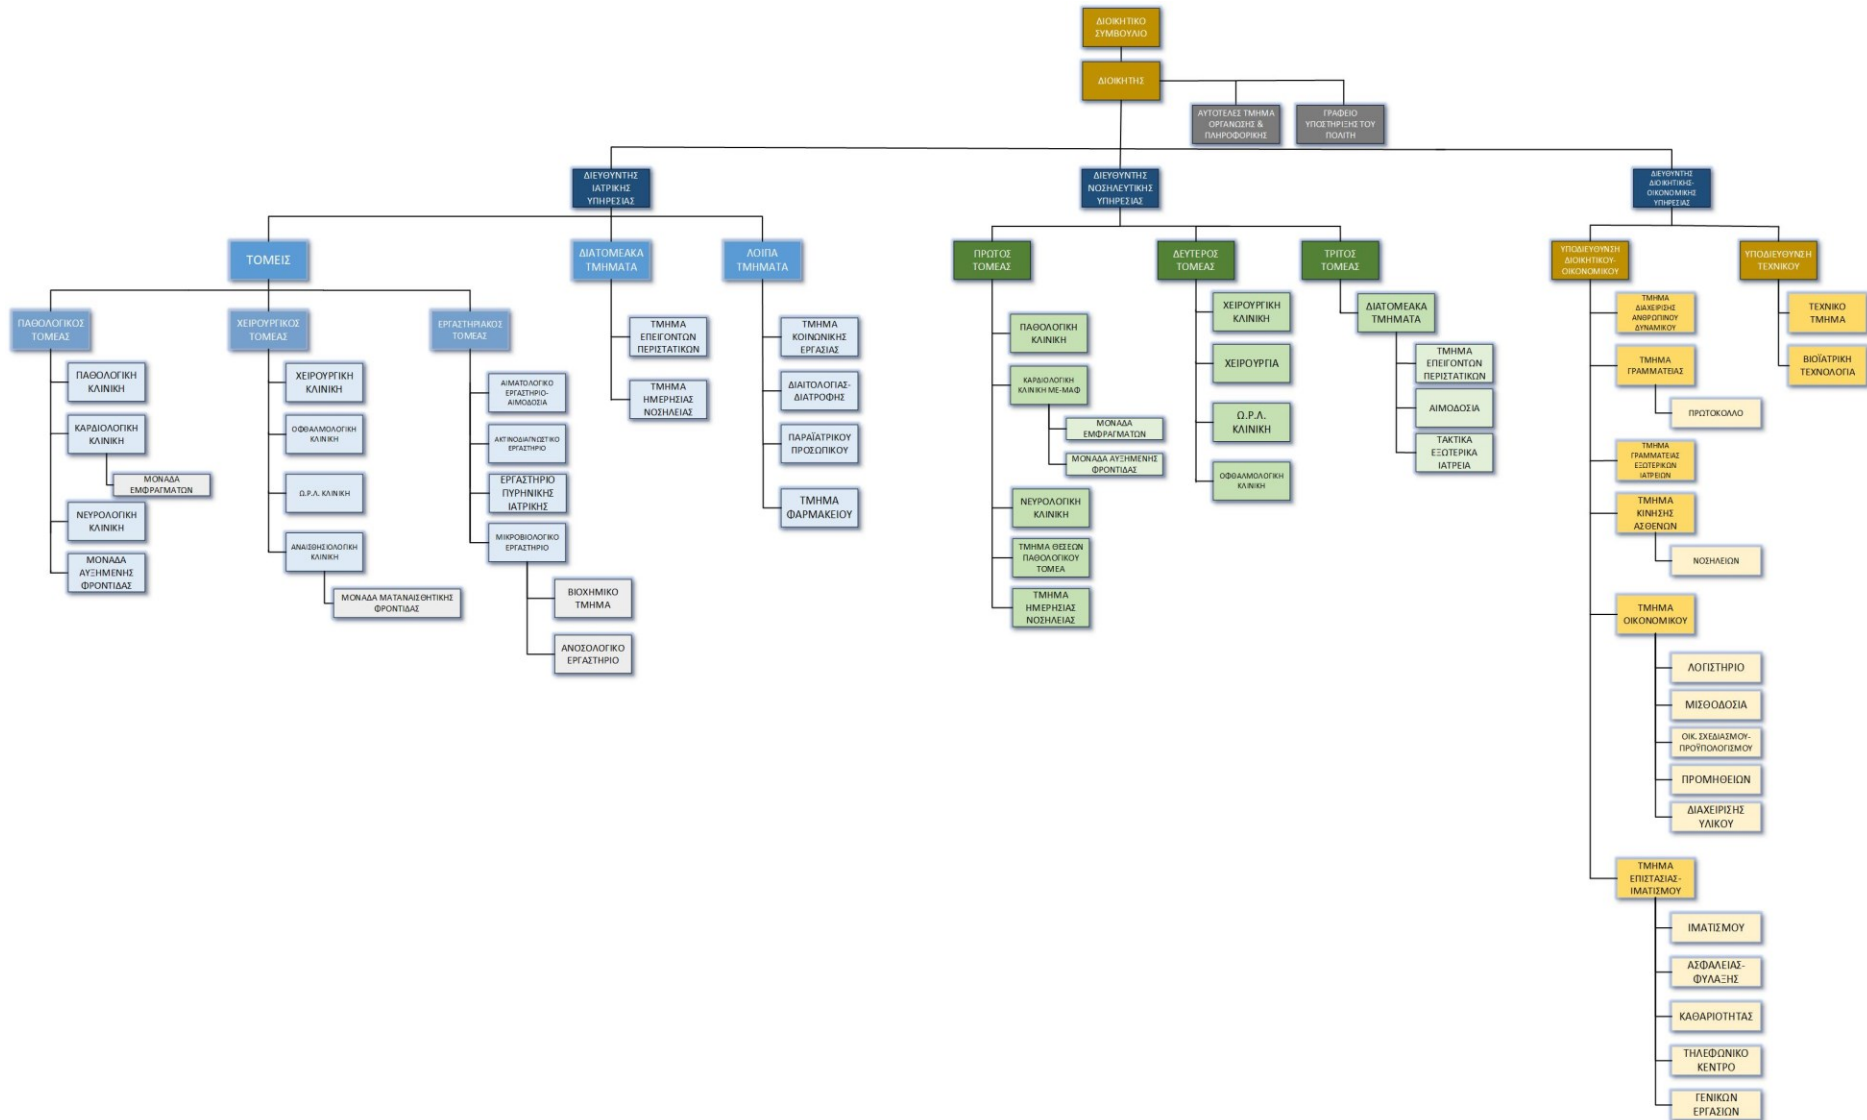 ΔΙΟΙΚΗΤΙΚΟ
ΣΥΜΒΟΥΛΙΟ
ΔΙΟΙΚΗΤΗΣ
ΑΥΤΟΤΕΛΕΣ ΤΜΗΜΑ
ΟΡΓΑΝΩΣΗΣ &
ΠΛΗΡΟΦΟΡΙΚΗΣ
ΓΡΑΦΕΙΟ
ΥΠΟΣΤΗΡΙΞΗΣ ΤΟΥ
ΠΟΛΙΤΗ
ΔΙΕΥΘΥΝΤΗΣ
ΙΑΤΡΙΚΗΣ
ΥΠΗΡΕΣΙΑΣ
ΤΟΜΕΙΣ
ΠΑΘΟΛΟΓΙΚΟΣ
ΤΟΜΕΑΣ
ΠΑΘΟΛΟΓΙΚΗ
ΚΛΙΝΙΚΗ
ΚΑΡΔΙΟΛΟΓΙΚΗ
ΚΛΙΝΙΚΗ
ΜΟΝΑΔΑ
ΕΜΦΡΑΓΜΑΤΩΝ
ΝΕΥΡΟΛΟΓΙΚΗ
ΚΛΙΝΙΚΗ
ΜΟΝΑΔΑ
ΑΥΞΗΜΕΝΗΣ
ΦΡΟΝΤΙΔΑΣ
ΧΕΙΡΟΥΡΓΙΚΟΣ
ΤΟΜΕΑΣ
ΧΕΙΡΟΥΡΓΙΚΗ
ΚΛΙΝΙΚΗ
ΟΦΘΑΛΜΟΛΟΓΙΚΗ
ΚΛΙΝΙΚΗ
Ω.Ρ.Λ. ΚΛΙΝΙΚΗ
ΑΝΑΙΣΘΗΣΙΟΛΟΓΙΚΗ
ΚΛΙΝΙΚΗ
ΜΟΝΑΔΑ ΜΑΤΑΝΑΙΣΘΗΤΙΚΗΣ
ΦΡΟΝΤΙΔΑΣ
ΕΡΓΑΣΤΗΡΙΑΚΟΣ
ΤΟΜΕΑΣ
ΑΙΜΑΤΟΛΟΓΙΚΟ
ΕΡΓΑΣΤΗΡΙΟ-
ΑΙΜΟΔΟΣΙΑ
ΑΚΤΙΝΟΔΙΑΓΝΩΣΤΙΚΟ
ΕΡΓΑΣΤΗΡΙΟ
ΕΡΓΑΣΤΗΡΙΟ
ΠΥΡΗΝΙΚΗΣ
ΙΑΤΡΙΚΗΣ
ΜΙΚΡΟΒΙΟΛΟΓΙΚΟ
ΕΡΓΑΣΤΗΡΙΟ
ΒΙΟΧΗΜΙΚΟ
ΤΜΗΜΑ
ΑΝΟΣΟΛΟΓΙΚΟ
ΕΡΓΑΣΤΗΡΙΟ
ΔΙΑΤΟΜΕΑΚΑ
ΤΜΗΜΑΤΑ
ΤΜΗΜΑ
ΕΠΕΙΓΟΝΤΩΝ
ΠΕΡΙΣΤΑΤΙΚΩΝ
ΤΜΗΜΑ
ΗΜΕΡΗΣΙΑΣ
ΝΟΣΗΛΕΙΑΣ
ΛΟΙΠΑ
ΤΜΗΜΑΤΑ
ΤΜΗΜΑ
ΚΟΙΝΩΝΙΚΗΣ
ΕΡΓΑΣΙΑΣ
ΔΙΑΙΤΟΛΟΓΙΑΣ-
ΔΙΑΤΡΟΦΗΣ
ΠΑΡΑΪΑΤΡΙΚΟΥ
ΠΡΟΣΩΠΙΚΟΥ
ΤΜΗΜΑ
ΦΑΡΜΑΚΕΙΟΥ
ΔΙΕΥΘΥΝΤΗΣ
ΝΟΣΗΛΕΥΤΙΚΗΣ
ΥΠΗΡΕΣΙΑΣ
ΠΡΩΤΟΣ
ΤΟΜΕΑΣ
ΠΑΘΟΛΟΓΙΚΗ
ΚΛΙΝΙΚΗ
ΚΑΡΔΙΟΛΟΓΙΚΗ
ΚΛΙΝΙΚΗ ΜΕ-ΜΑΦ
ΜΟΝΑΔΑ
ΕΜΦΡΑΓΜΑΤΩΝ
ΜΟΝΑΔΑ ΑΥΞΗΜΕΝΗΣ
ΦΡΟΝΤΙΔΑΣ
ΝΕΥΡΟΛΟΓΙΚΗ
ΚΛΙΝΙΚΗ
ΤΜΗΜΑ ΘΕΣΕΩΝ
ΠΑΘΟΛΟΓΙΚΟΥ
ΤΟΜΕΑ
ΤΜΗΜΑ
ΗΜΕΡΗΣΙΑΣ
ΝΟΣΗΛΕΙΑΣ
ΔΕΥΤΕΡΟΣ
ΤΟΜΕΑΣ
ΧΕΙΡΟΥΡΓΙΚΗ
ΚΛΙΝΙΚΗ
ΧΕΙΡΟΥΡΓΙΑ
Ω.Ρ.Λ.
ΚΛΙΝΙΚΗ
ΟΦΘΑΛΜΟΛΟΓΙΚΗ
ΚΛΙΝΙΚΗ
ΤΡΙΤΟΣ
ΤΟΜΕΑΣ
ΔΙΑΤΟΜΕΑΚΑ
ΤΜΗΜΑΤΑ
ΤΜΗΜΑ
ΕΠΕΙΓΟΝΤΩΝ
ΠΕΡΙΣΤΑΤΙΚΩΝ
ΑΙΜΟΔΟΣΙΑ
ΤΑΚΤΙΚΑ
ΕΞΩΤΕΡΙΚΑ
ΙΑΤΡΕΙΑ
ΔΙΕΥΘΥΝΤΗΣ
ΔΙΟΙΚΗΤΙΚΗΣ-
ΟΙΚΟΝΟΜΙΚΗΣ
ΥΠΗΡΕΣΙΑΣ
ΥΠΟΔΙΕΥΘΥΝΣΗ
ΔΙΟΙΚΗΤΙΚΟΥ-
ΟΙΚΟΝΟΜΙΚΟΥ
ΤΜΗΜΑ
ΔΙΑΧΕΙΡΙΣΗΣ
ΑΝΘΡΩΠΙΝΟΥ
ΔΥΝΑΜΙΚΟΥ
ΤΜΗΜΑ
ΓΡΑΜΜΑΤΕΙΑΣ
ΠΡΩΤΟΚΟΛΛΟ
ΤΜΗΜΑ
ΓΡΑΜΜΑΤΕΙΑΣ
ΕΞΩΤΕΡΙΚΩΝ
ΙΑΤΡΕΙΩΝ
ΤΜΗΜΑ
ΚΙΝΗΣΗΣ
ΑΣΘΕΝΩΝ
ΝΟΣΗΛΕΙΩΝ
ΤΜΗΜΑ
ΟΙΚΟΝΟΜΙΚΟΥ
ΛΟΓΙΣΤΗΡΙΟ
ΜΙΣΘΟΔΟΣΙΑ
ΟΙΚ. ΣΧΕΔΙΑΣΜΟΥ-
ΠΡΟΫΠΟΛΟΓΙΣΜΟΥ
ΠΡΟΜΗΘΕΙΩΝ
ΔΙΑΧΕΙΡΙΣΗΣ
ΥΛΙΚΟΥ
ΤΜΗΜΑ
ΕΠΙΣΤΑΣΙΑΣ-
ΙΜΑΤΙΣΜΟΥ
ΙΜΑΤΙΣΜΟΥ
ΑΣΦΑΛΕΙΑΣ-
ΦΥΛΑΞΗΣ
ΚΑΘΑΡΙΟΤΗΤΑΣ
ΤΗΛΕΦΩΝΙΚΟ
ΚΕΝΤΡΟ
ΓΕΝΙΚΩΝ
ΕΡΓΑΣΙΩΝ
ΥΠΟΔΙΕΥΘΥΝΣΗ
ΤΕΧΝΙΚΟΥ
ΤΕΧΝΙΚΟ
ΤΜΗΜΑ
ΒΙΟΪΑΤΡΙΚΗ
ΤΕΧΝΟΛΟΓΙΑ